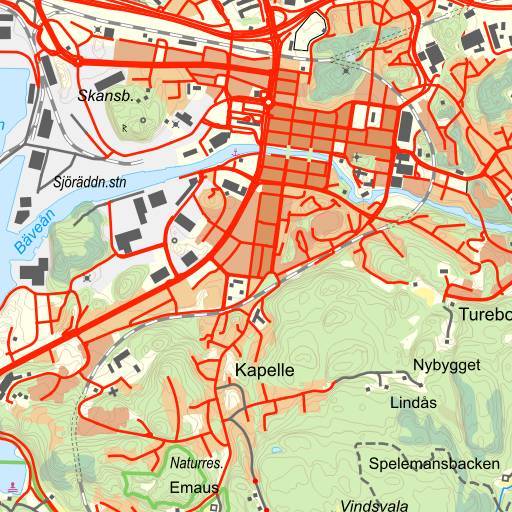 Skansb.
R
Sjöräddn.stn
Bäveån
Turebo
Nybygget
Kapelle
Lindås
Naturres.
Spelemansbacken
Emaus
Vindsvala